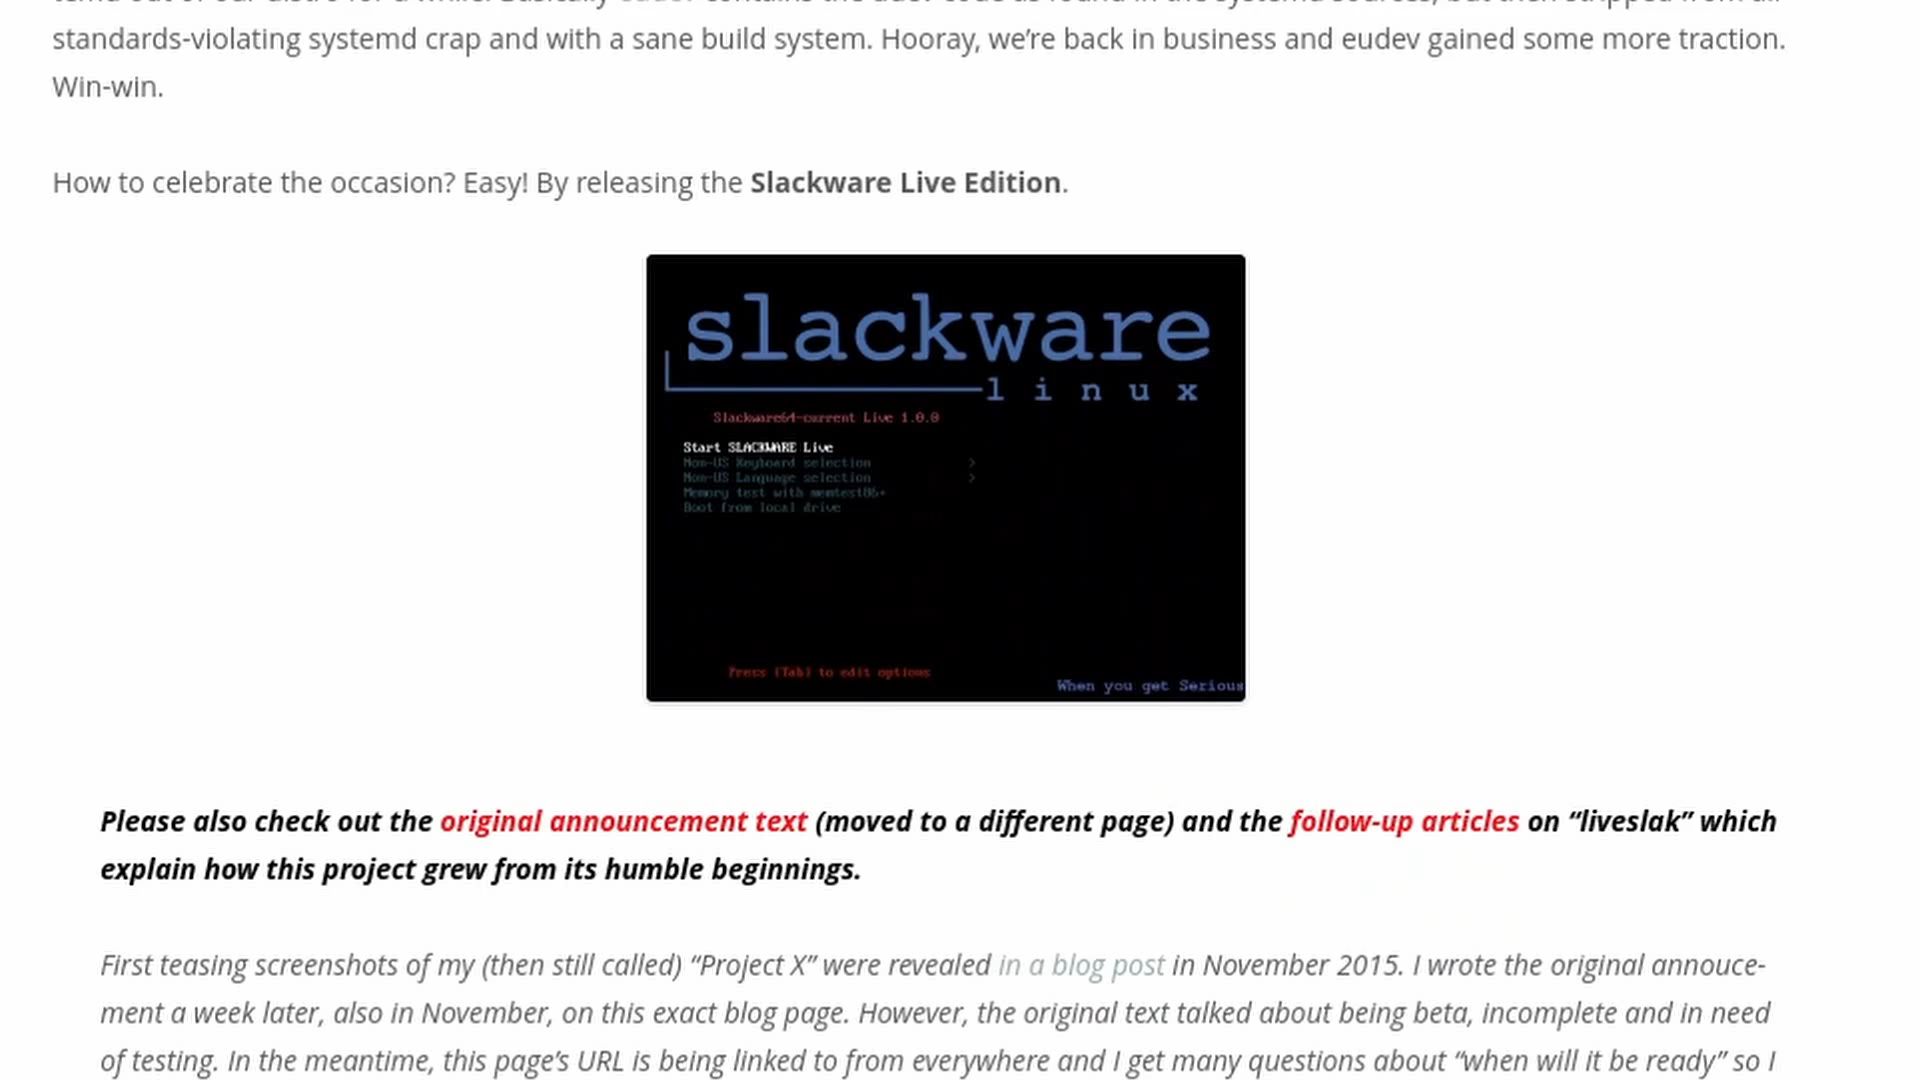 standards-violating systemd crap and with a sane build system. Hooray, we’re back in business and eudev gained some more traction.
Win-win.
How to celebrate the occasion? Easy! By releasing the Slackware Live Edition.
slackware
linux
Slackware64-current Live 1.0.0
Start SLACKWARE Live
Non-US Keyboard selection >
Non-US Language selection >
Memory test with memtest86+
Boot from local drive
Press [Tab] to edit options
When you get Serious
Please also check out the original announcement text (moved to a different page) and the follow-up articles on “liveslak” which
explain how this project grew from its humble beginnings.
First teasing screenshots of my (then still called) “Project X” were revealed in a blog post in November 2015. I wrote the original annouce-
ment a week later, also in November, on this exact blog page. However, the original text talked about being beta, incomplete and in need
of testing. In the meantime, this page’s URL is being linked to from everywhere and I get many questions about “when will it be ready” so I